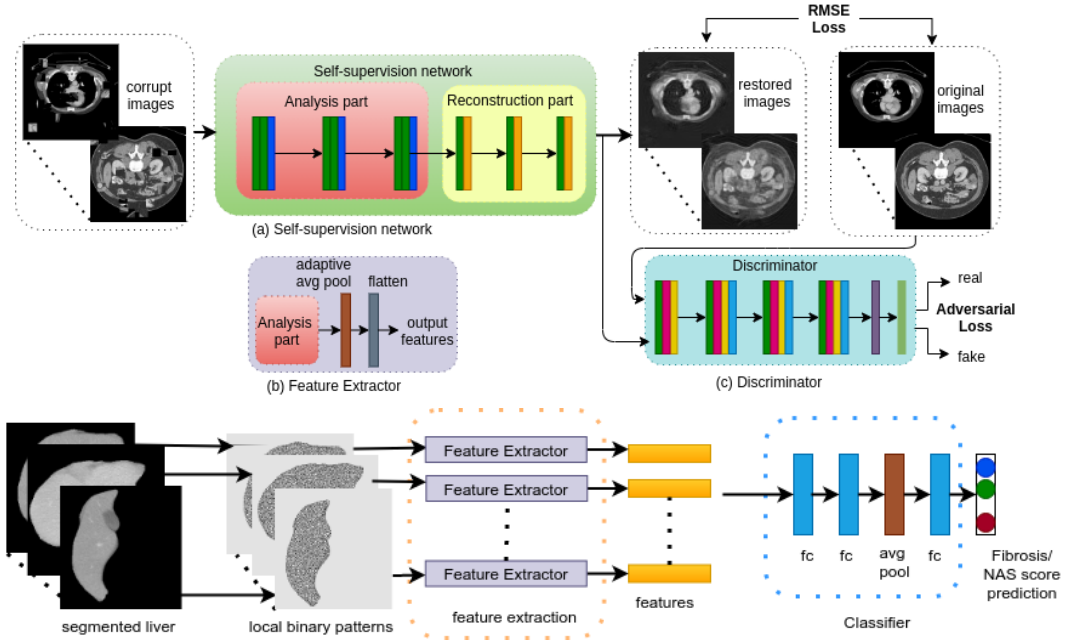 RMSE
Loss
corrupt
images
Self-supervision network
Analysis part
Reconstruction part
restored
images
original
images
(a) Self-supervision network
adaptive
avg pool
flatten
Analysis
part
output
features
(b) Feature Extractor
Discriminator
real
Adversarial
Loss
fake
(c) Discriminator
Feature Extractor
Feature Extractor
Feature Extractor
fc
fc
avg
pool
fc
Fibrosis/
NAS score
prediction
segmented liver
local binary patterns
feature extraction
features
Classifier